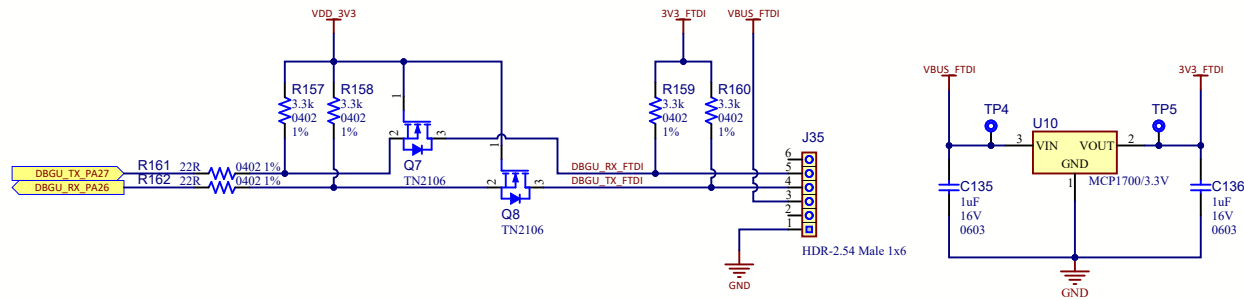 VDD_3V3
3V3_FTDI
VBUS_FTDI
R157
3.3k
0402
1%
R158
3.3k
0402
1%
1
2
3
Q7
TN2106
1
2
3
Q8
TN2106
R159
3.3k
0402
1%
R160
3.3k
0402
1%
DBGU_TX_PA27
DBGU_RX_PA26
R161 22R 0402 1%
R162 22R 0402 1%
DBGU_RX_FTDI
DBGU_TX_FTDI
J35
6
5
4
3
2
1
HDR-2.54 Male 1x6
GND
VBUS_FTDI
3V3_FTDI
TP4
TP5
U10
3 VIN VOUT 2
GND
1
MCP1700/3.3V
C135
1uF
16V
0603
C136
1uF
16V
0603
GND